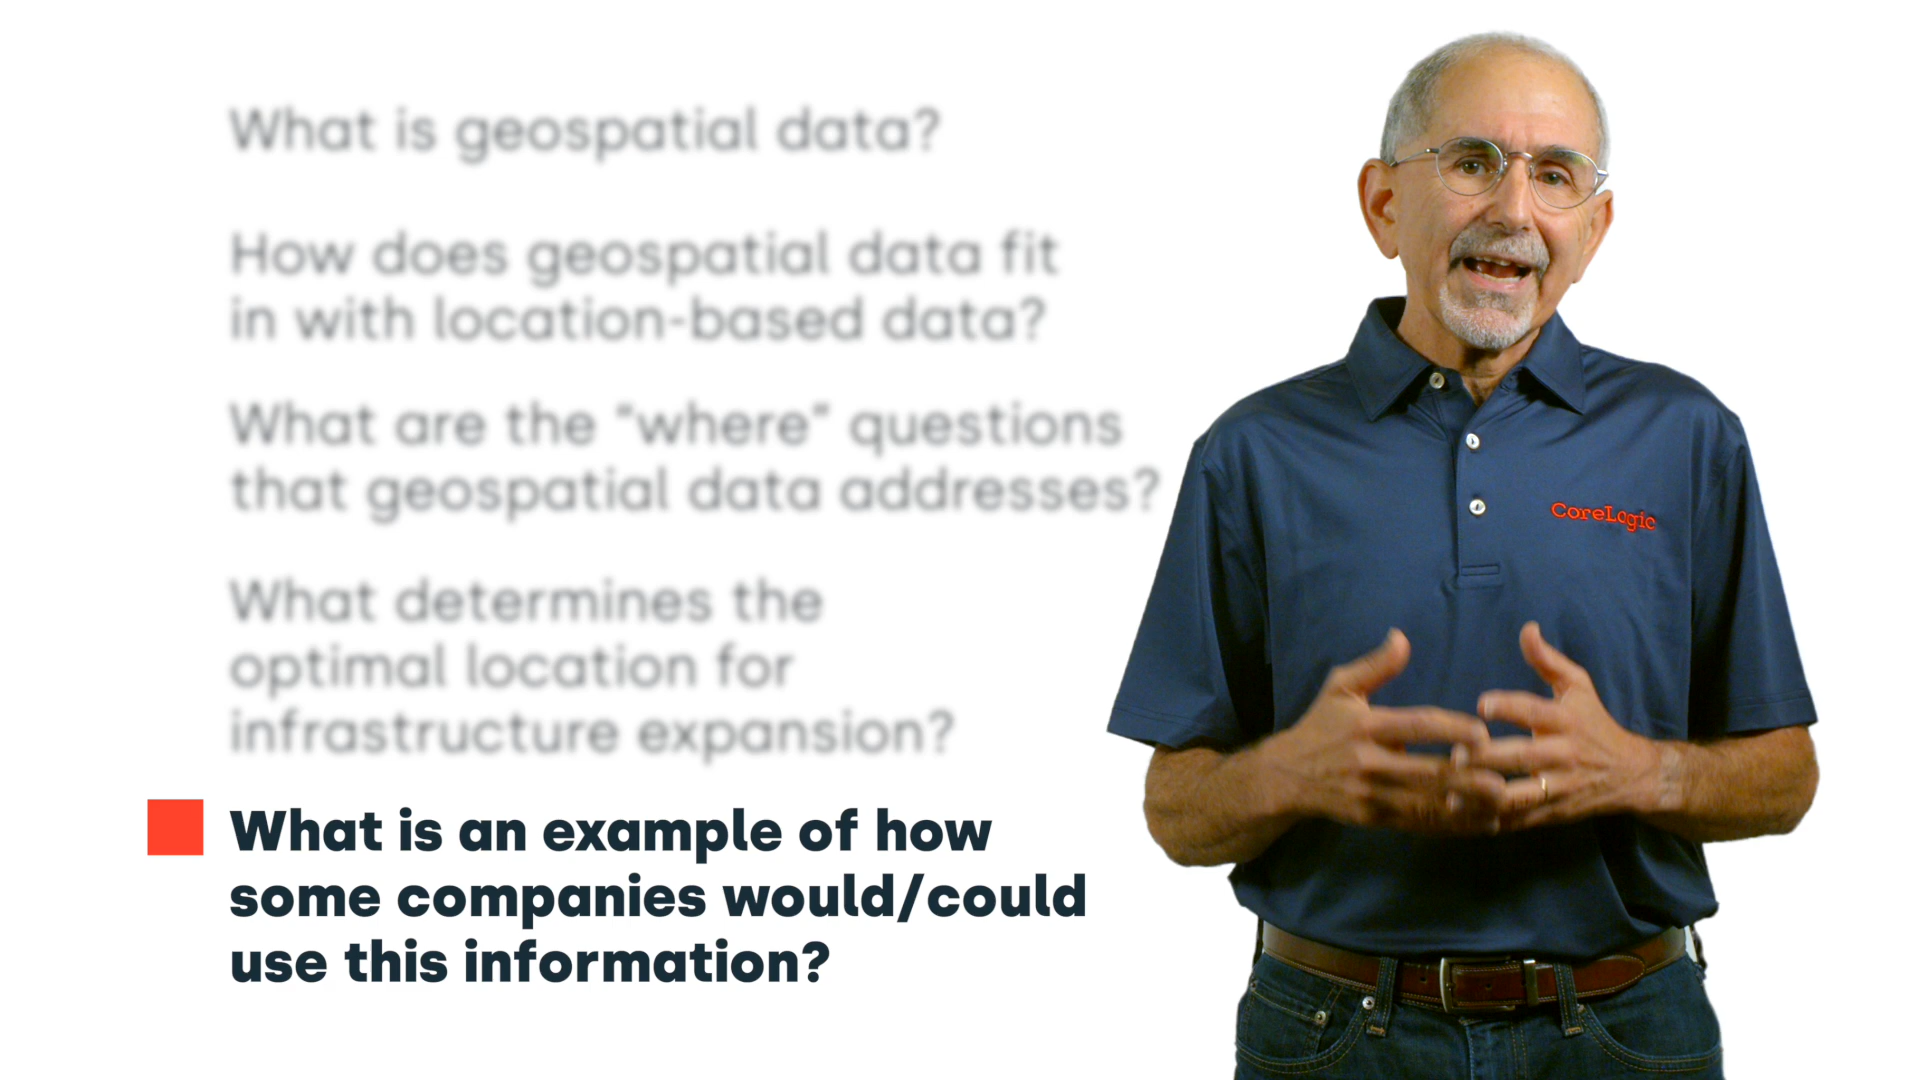 What is geospatial data?
How does geospatial data fit
in with location-based data?
What are the “where” questions
that geospatial data addresses?
What determines the
optimal location for
infrastructure expansion?
What is an example of how
some companies would/could
use this information?
CoreLogic